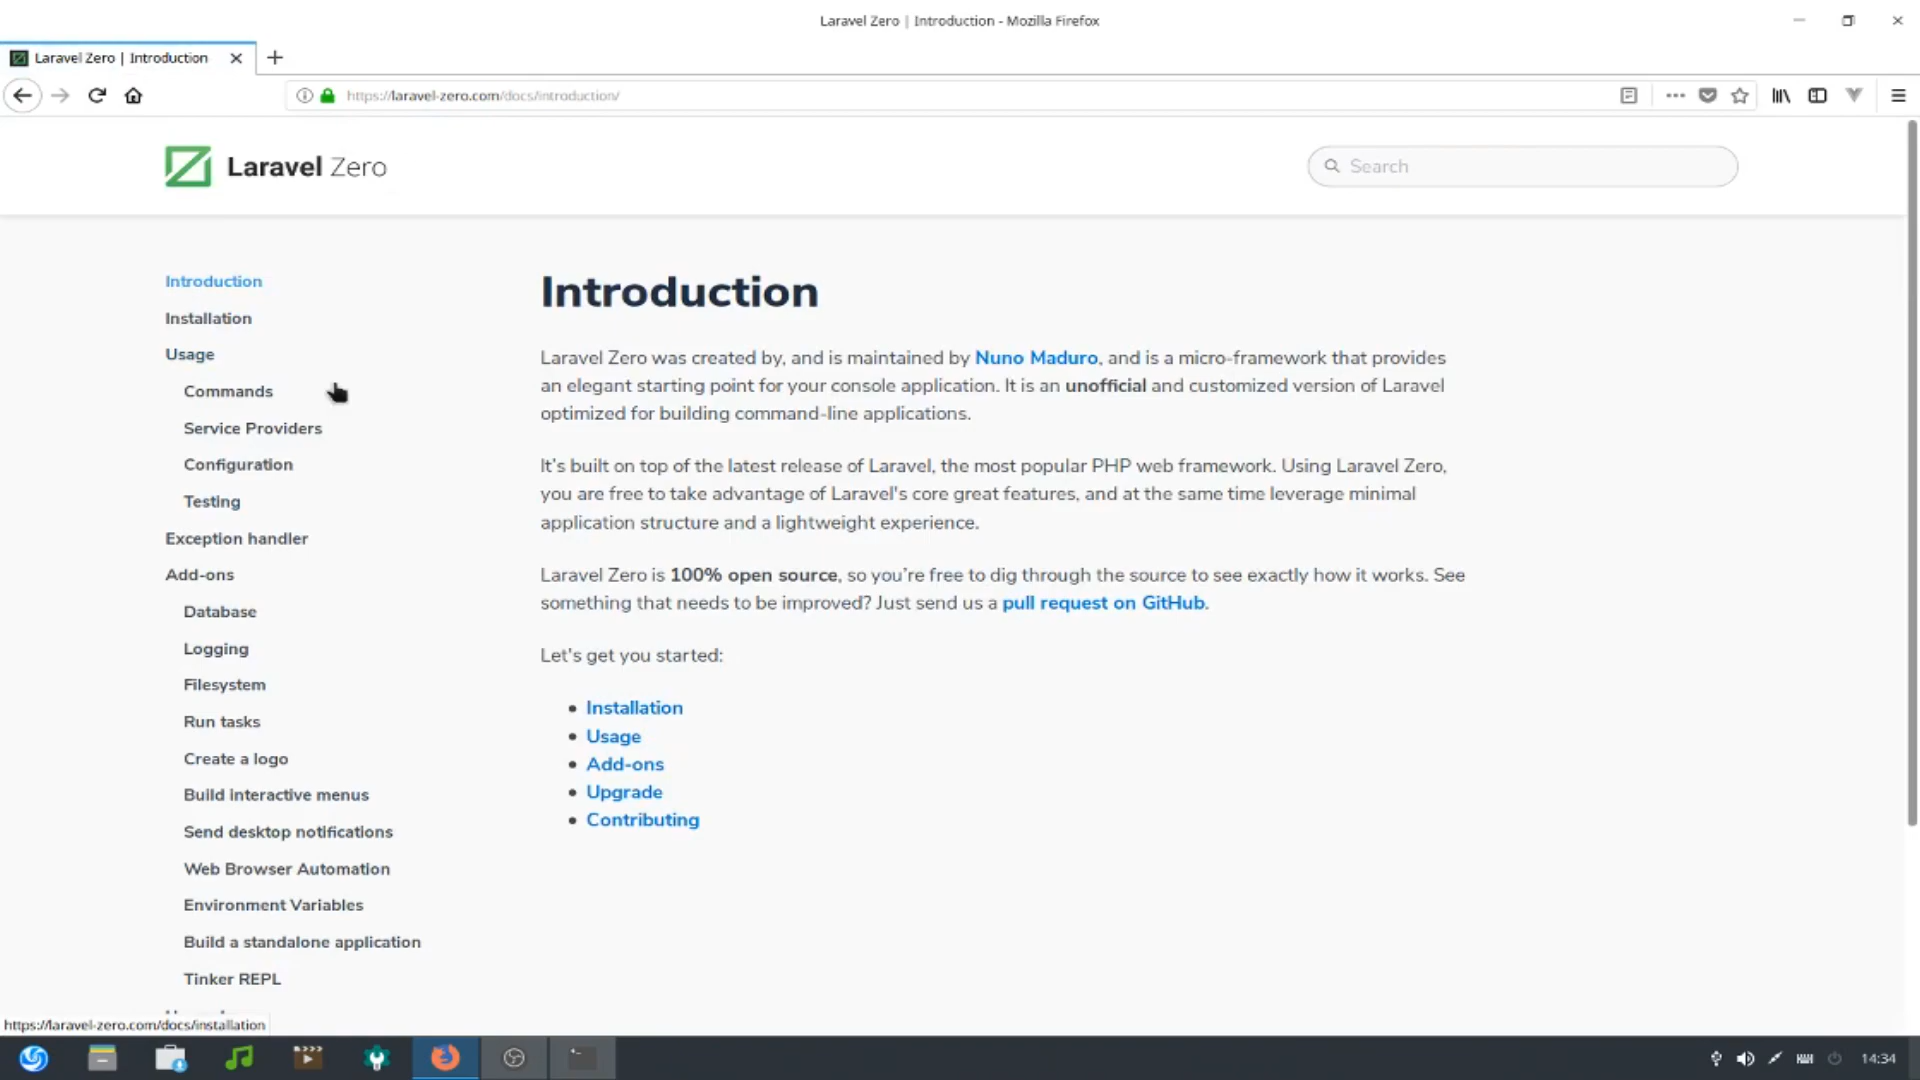 Laravel Zero | Introduction - Mozilla Firefox
Laravel Zero | Introduction
https://laravel-zero.com/docs/introduction/
Laravel Zero
Search
Introduction
Installation
Usage
Commands
Service Providers
Configuration
Testing
Exception handler
Add-ons
Database
Logging
Filesystem
Run tasks
Create a logo
Build interactive menus
Send desktop notifications
Web Browser Automation
Environment Variables
Build a standalone application
Tinker REPL
Introduction
Laravel Zero was created by, and is maintained by Nuno Maduro, and is a micro-framework that provides
an elegant starting point for your console application. It is an unofficial and customized version of Laravel
optimized for building command-line applications.
It's built on top of the latest release of Laravel, the most popular PHP web framework. Using Laravel Zero,
you are free to take advantage of Laravel's core great features, and at the same time leverage minimal
application structure and a lightweight experience.
Laravel Zero is 100% open source, so you're free to dig through the source to see exactly how it works. See
something that needs to be improved? Just send us a pull request on GitHub.
Let's get you started:
Installation
Usage
Add-ons
Upgrade
Contributing
https://laravel-zero.com/docs/installation
14:34